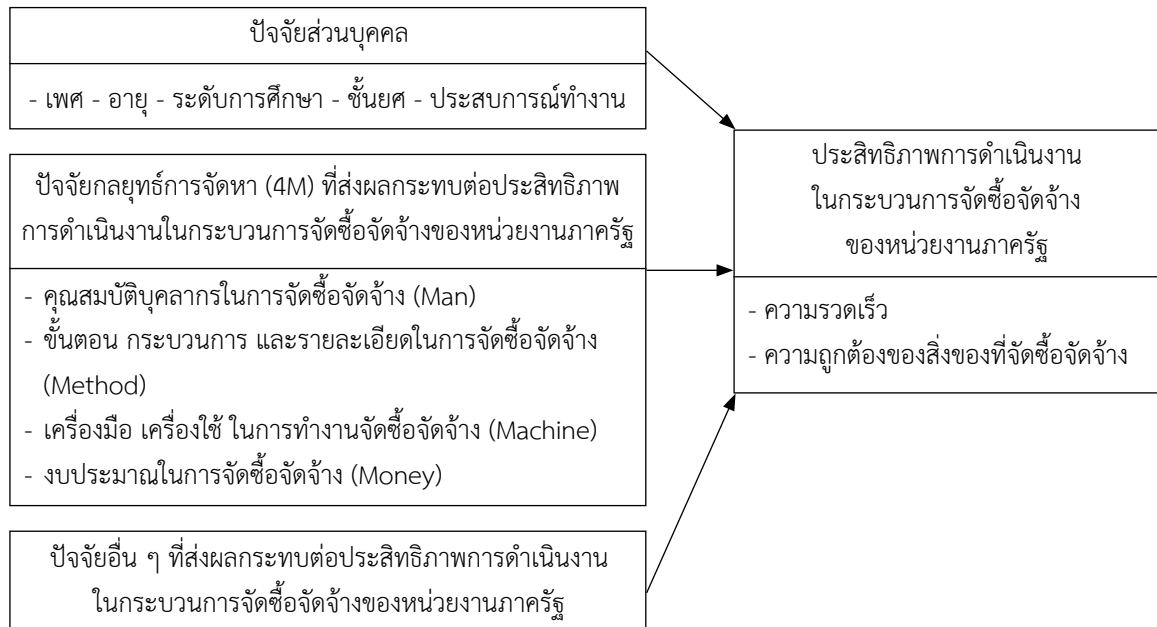 ปัจจัยส่วนบุคคล
- เพศ - อายุ - ระดับการศึกษา - ชั้นยศ - ประสบการณ์ทำงาน
ปัจจัยกลยุทธ์การจัดหา (4M) ที่ส่งผลกระทบต่อประสิทธิภาพ
การดำเนินงานในกระบวนการจัดซื้อจัดจ้างของหน่วยงานภาครัฐ
- คุณสมบัติบุคลากรในการจัดซื้อจัดจ้าง (Man)
- ขั้นตอน กระบวนการ และรายละเอียดในการจัดซื้อจัดจ้าง
(Method)
- เครื่องมือ เครื่องใช้ ในการทำงานจัดซื้อจัดจ้าง (Machine)
- งบประมาณในการจัดซื้อจัดจ้าง (Money)
ปัจจัยอื่น ๆ ที่ส่งผลกระทบต่อประสิทธิภาพการดำเนินงาน
ในกระบวนการจัดซื้อจัดจ้างของหน่วยงานภาครัฐ
ประสิทธิภาพการดำเนินงาน
ในกระบวนการจัดซื้อจัดจ้าง
ของหน่วยงานภาครัฐ
- ความรวดเร็ว
- ความถูกต้องของสิ่งของที่จัดซื้อจัดจ้าง